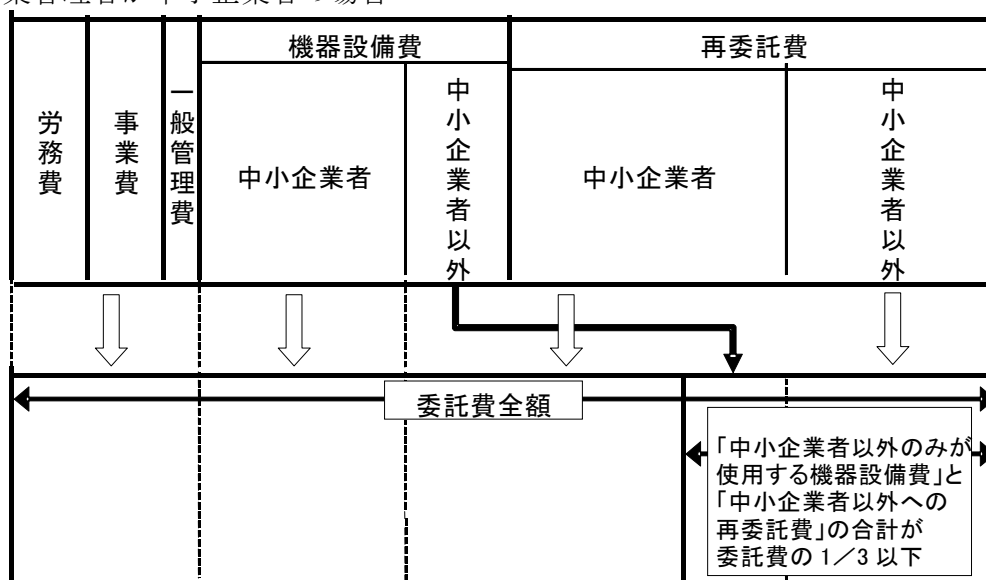 機器設備費
再委託費
労務費
事業費
一般管理費
中小企業者
中小企業者以外
中小企業者
中小企業者以外
委託費全額
「中小企業者以外のみが
使用する機器設備費」と
「中小企業者以外への
再委託費」の合計が
委託費の1/3以下